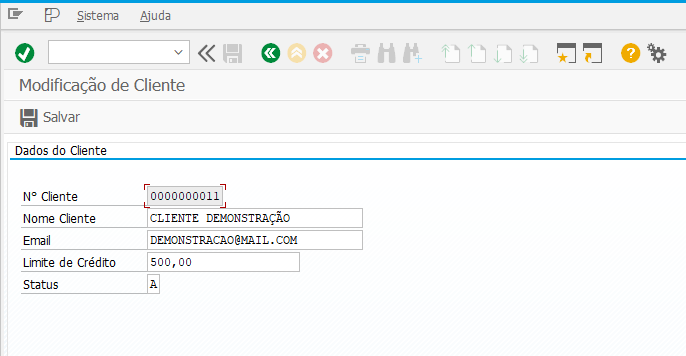 Sistema Ajuda
Modificação de Cliente
Salvar
Dados do Cliente
Nº Cliente 0000000011
Nome Cliente CLIENTE DEMONSTRAÇÃO
Email DEMONSTRACAO@MAIL.COM
Limite de Crédito 500,00
Status A